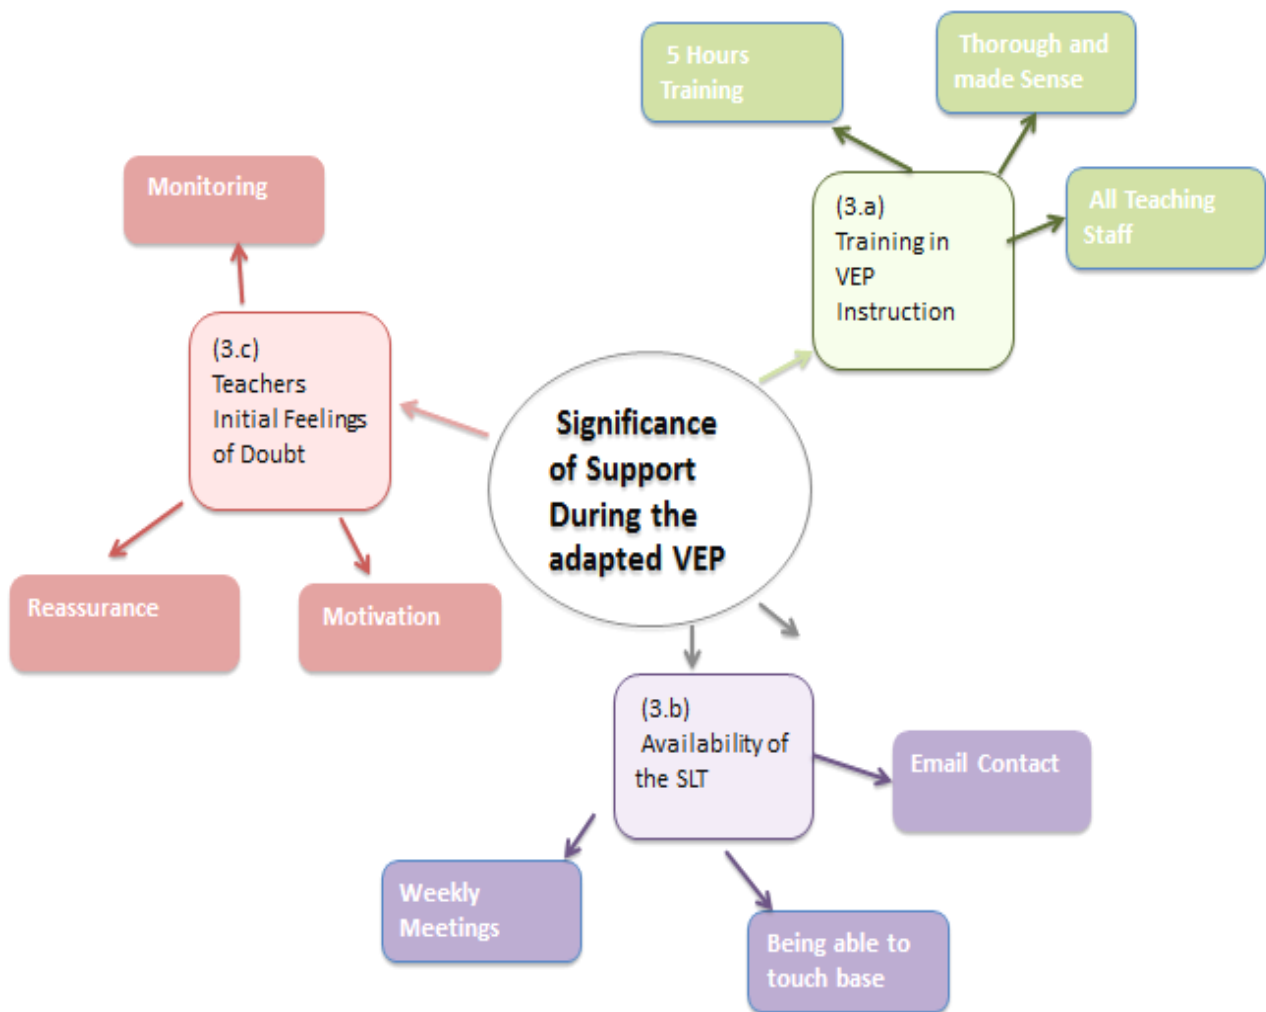 5 Hours
Training
Thorough and
made Sense
Monitoring
(3.a)
Training in
VEP
Instruction
All Teaching
Staff
(3.c)
Teachers
Initial Feelings
of Doubt
Significance
of Support
During the
adapted VEP
Reassurance
Motivation
(3.b)
Availability of
the SLT
Email Contact
Weekly
Meetings
Being able to
touch base